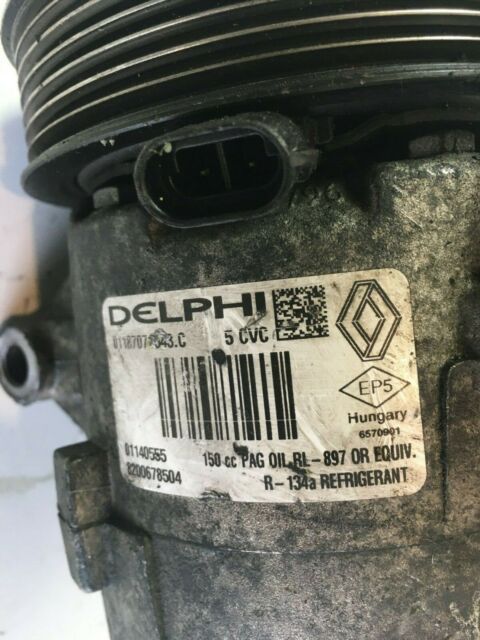 DELPHI
5 CVC
EP5
Hungary
6570901
01140555
8200678504
150 cc PAG OIL RL-897 OR EQUIV.
R-134a REFRIGERANT